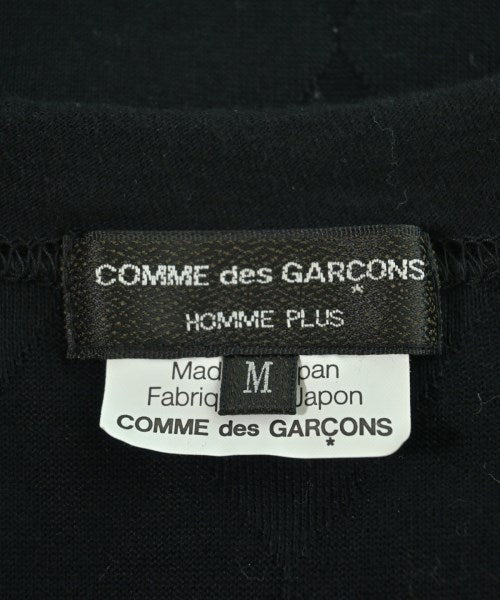 COMME des GARÇONS
HOMME PLUS
M
Mad pan
Fabriq Japon
COMME des GARÇONS